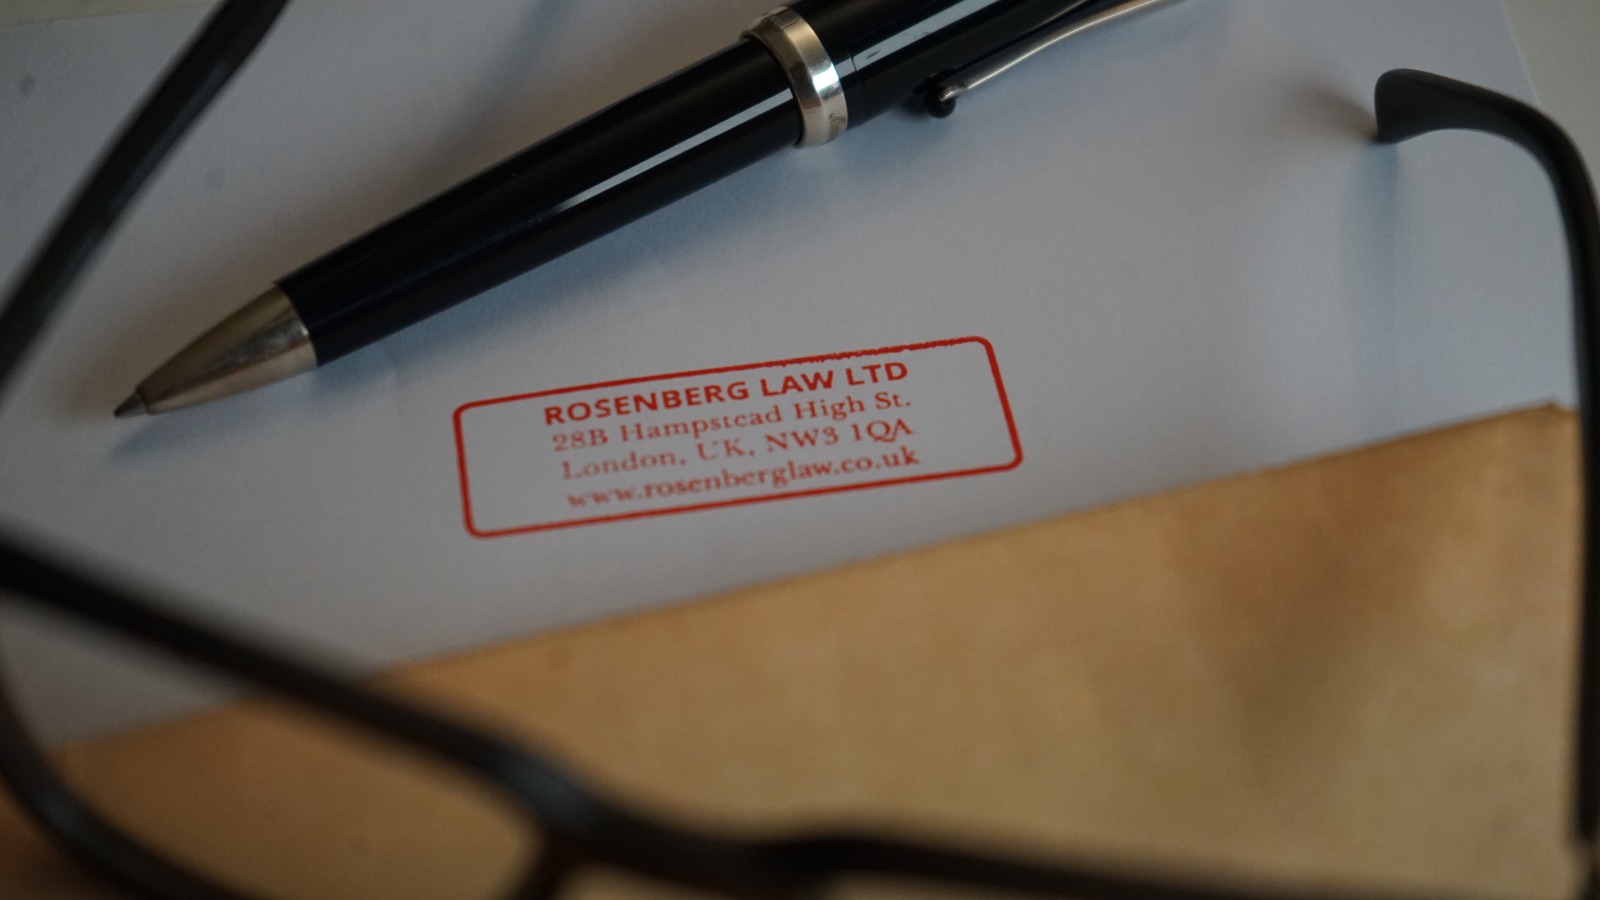 ROSENBERG LAW LTD
28B Hampstead High St.
London, UK, NW3 1QA
www.rosenberglaw.co.uk